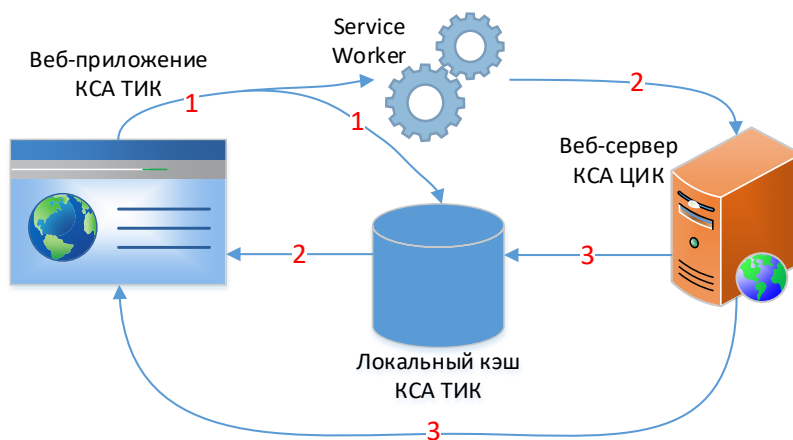 Service
Worker
Веб-приложение
КСА ТИК
1
2
1
Веб-сервер
КСА ЦИК
2
3
Локальный кэш
КСА ТИК
3